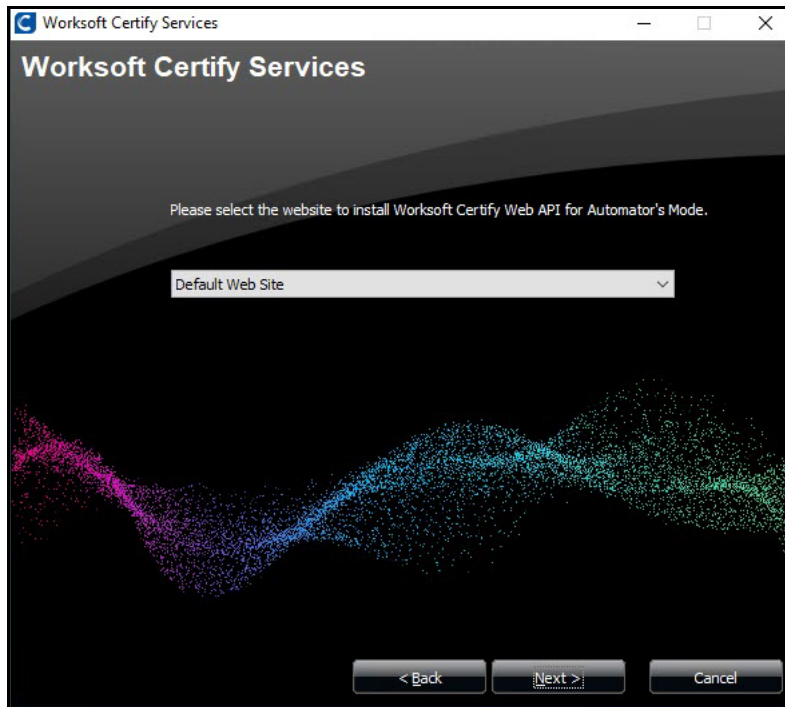 Worksoft Certify Services
Worksoft Certify Services
Please select the website to install Worksoft Certify Web API for Automator's Mode.
Default Web Site
< Back
Next >
Cancel